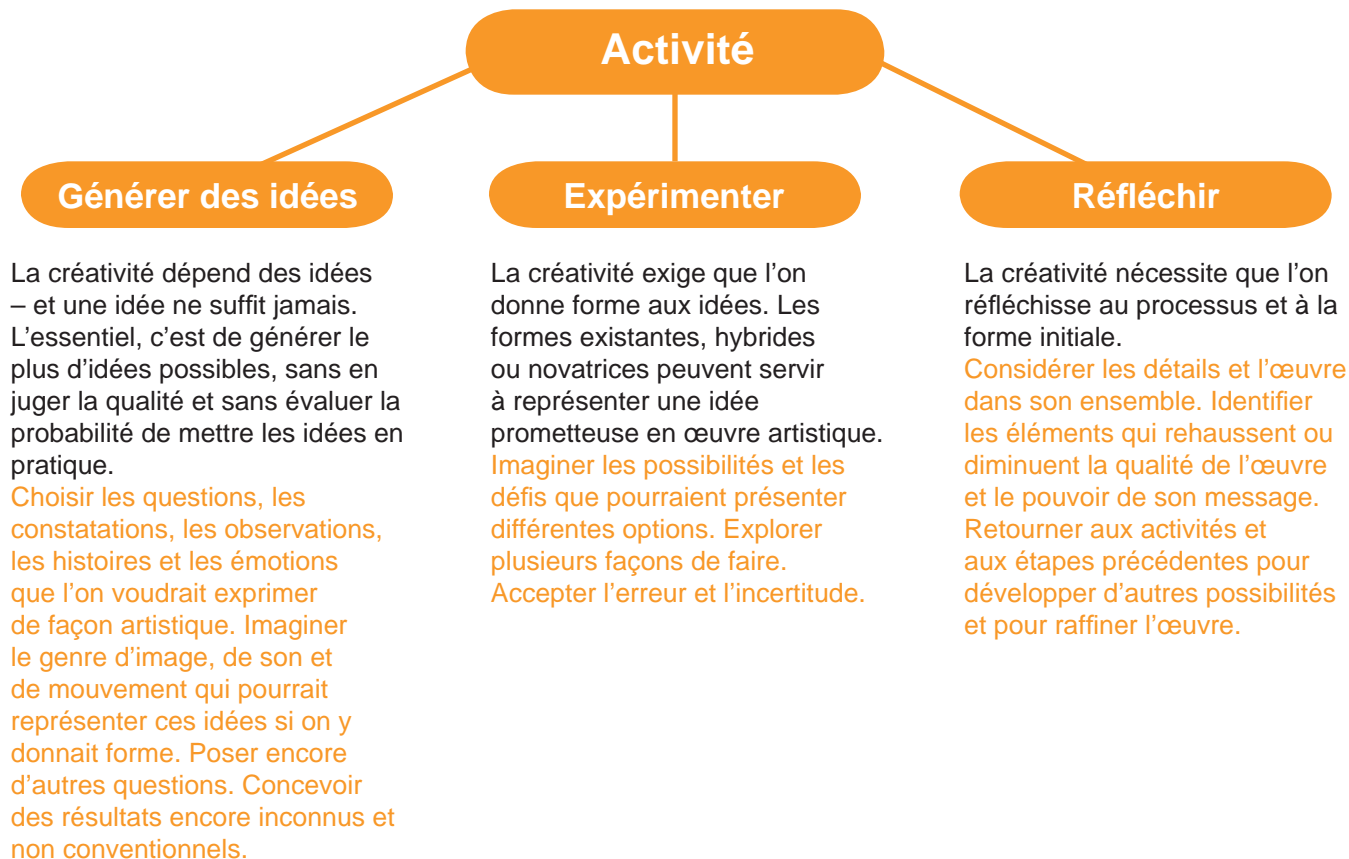 Activité
Générer des idées
La créativité dépend des idées
– et une idée ne suffit jamais.
L’essentiel, c’est de générer le
plus d’idées possibles, sans en
juger la qualité et sans évaluer la
probabilité de mettre les idées en
pratique.
Choisir les questions, les
constatations, les observations,
les histoires et les émotions
que l’on voudrait exprimer
de façon artistique. Imaginer
le genre d’image, de son et
de mouvement qui pourrait
représenter ces idées si on y
donnait forme. Poser encore
d’autres questions. Concevoir
des résultats encore inconnus et
non conventionnels.
Expérimenter
La créativité exige que l’on
donne forme aux idées. Les
formes existantes, hybrides
ou novatrices peuvent servir
à représenter une idée
prometteuse en œuvre artistique.
Imaginer les possibilités et les
défis que pourraient présenter
différentes options. Explorer
plusieurs façons de faire.
Accepter l’erreur et l’incertitude.
Réfléchir
La créativité nécessite que l’on
réfléchisse au processus et à la
forme initiale.
Considérer les détails et l’œuvre
dans son ensemble. Identifier
les éléments qui rehaussent ou
diminuent la qualité de l’œuvre
et le pouvoir de son message.
Retourner aux activités et
aux étapes précédentes pour
développer d’autres possibilités
et pour raffiner l’œuvre.